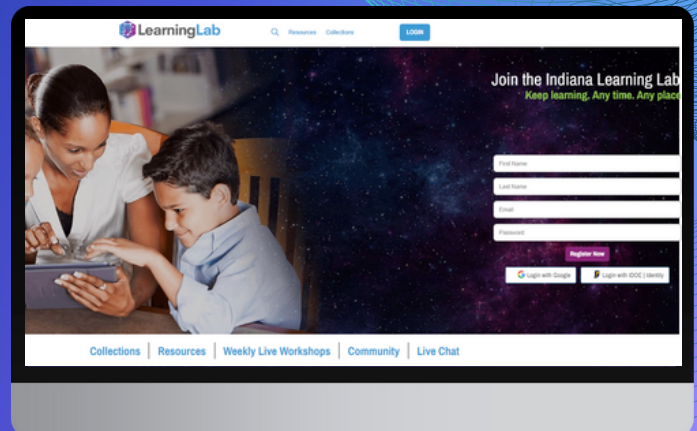 LearningLab
Resources Collections
LOGIN
Join the Indiana Learning Lab
Keep learning. Any time. Any place
First Name
Last Name
Email
Password
Register Now
Login with Google Login with IDOE | Identity
Collections Resources Weekly Live Workshops Community Live Chat